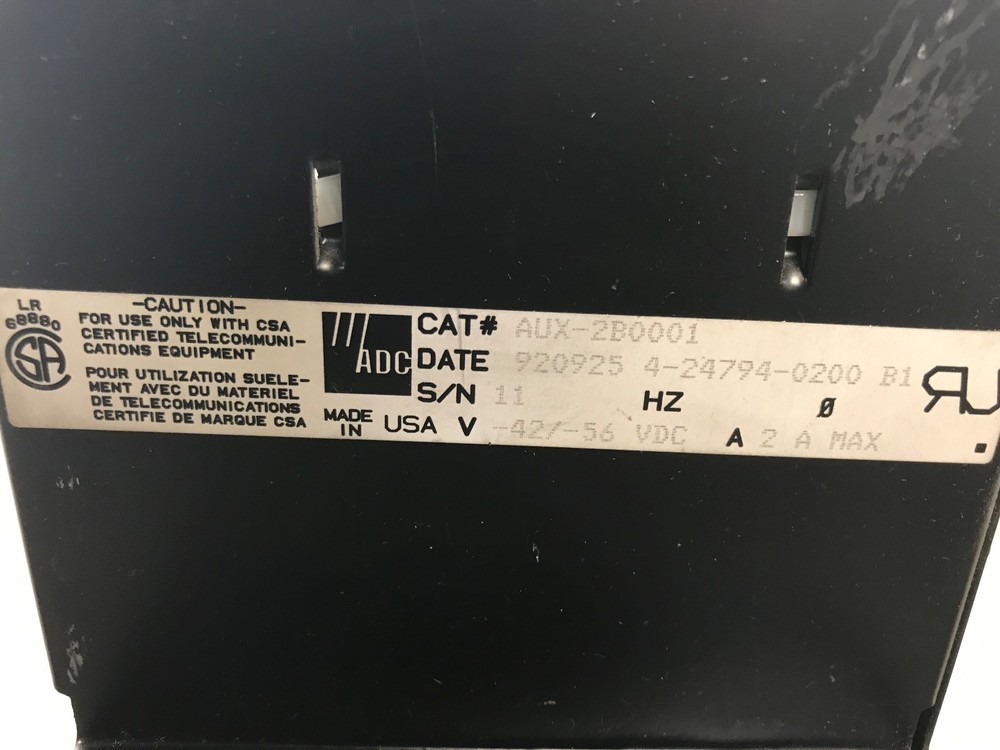 LR
68880
SA
-CAUTION-
FOR USE ONLY WITH CSA
CERTIFIED TELECOMMUNI-
CATIONS EQUIPMENT
POUR UTILIZATION SUELE-
MENT AVEC DU MATERIEL
DE TELECOMMUNICATIONS
CERTIFIE DE MARQUE CSA
ADC
MADE
IN USA
CAT# AUX-2B0001
DATE 920925 4-24794-0200 B1
S/N 11 HZ Ø
V -42/-56 VDC A 2 A MAX
RU